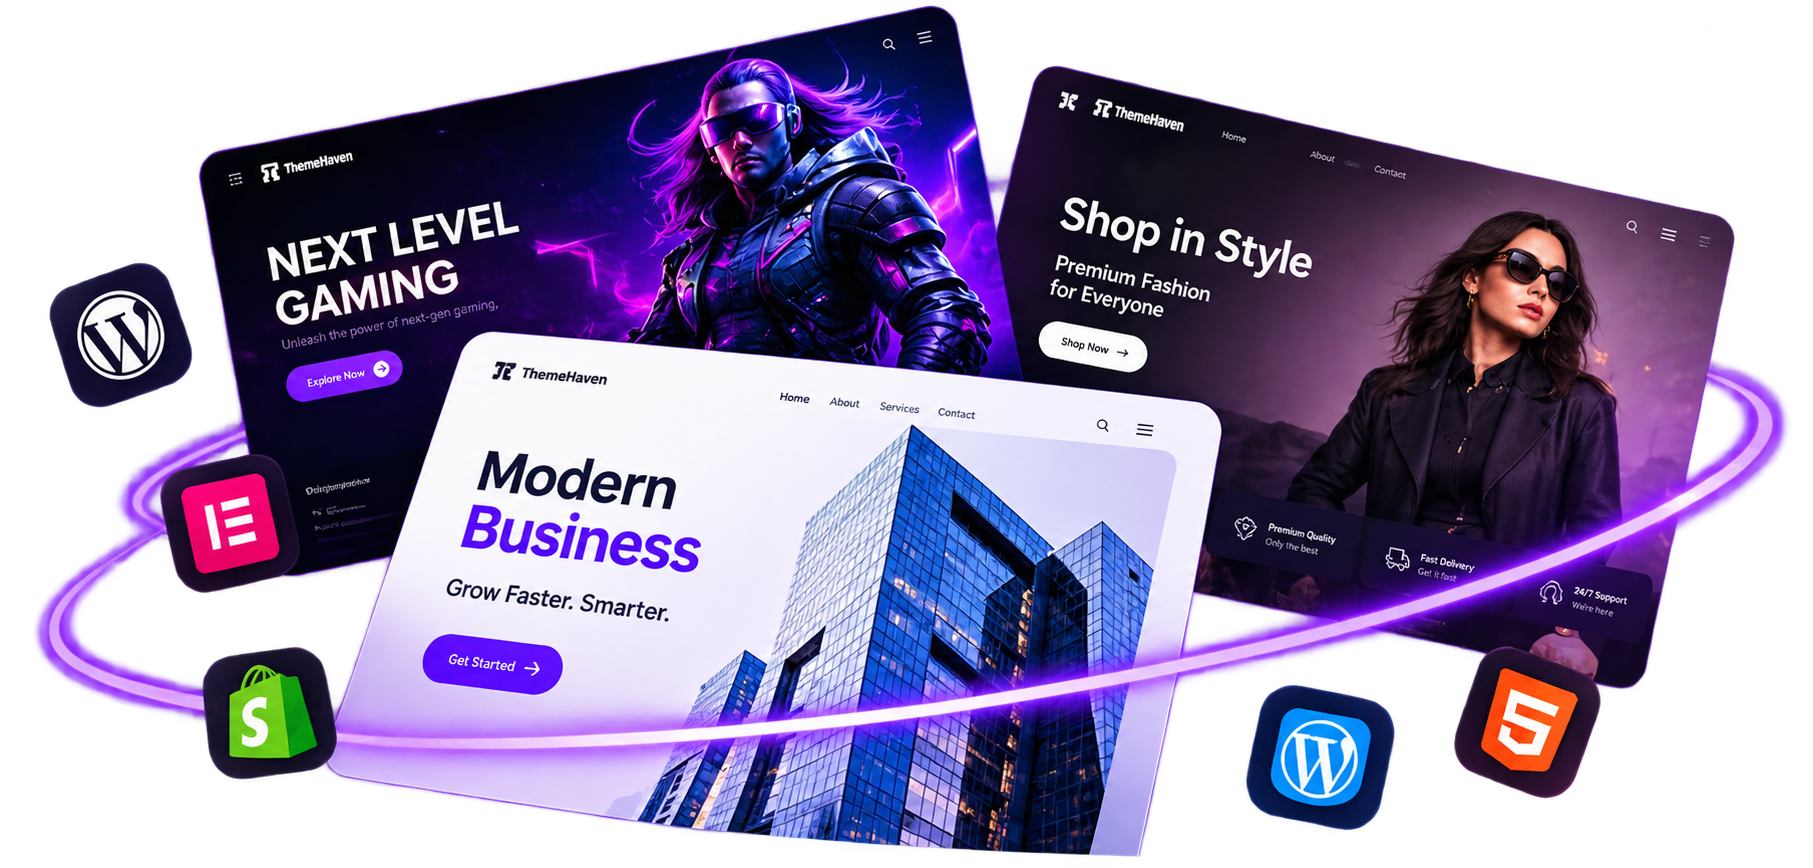 ThemeHaven
NEXT LEVEL
GAMING
Unleash the power of next-gen gaming,
Explore Now
ThemeHaven
Home
About
Contact
Shop in Style
Premium Fashion
for Everyone
Shop Now
Premium Quality
Only the best
Fast Delivery
Get it fast
24/7 Support
We're here
ThemeHaven
Home
About
Services
Contact
Modern
Business
Grow Faster. Smarter.
Get Started
W
E
S
W
5